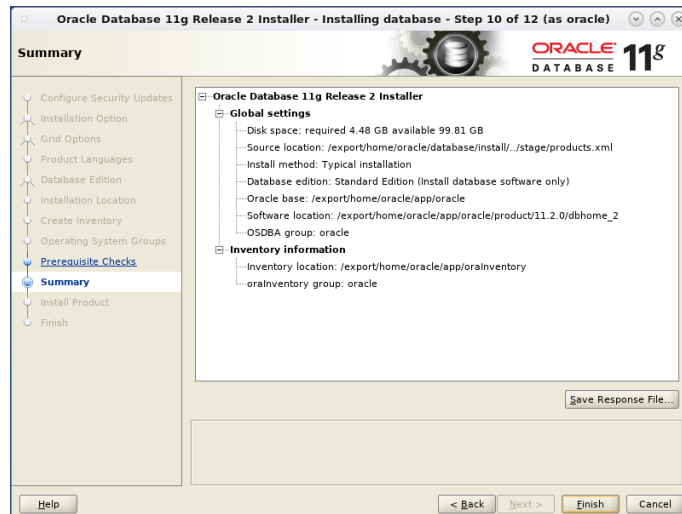 Oracle Database 11g Release 2 Installer - Installing database - Step 10 of 12 (as oracle)
Summary
ORACLE 11g
DATABASE
Configure Security Updates
Installation Option
Grid Options
Product Languages
Database Edition
Installation Location
Create Inventory
Operating System Groups
Prerequisite Checks
Summary
Install Product
Finish
Oracle Database 11g Release 2 Installer
Global settings
Disk space: required 4.48 GB available 99.81 GB
Source location: /export/home/oracle/database/install/../stage/products.xml
Install method: Typical installation
Database edition: Standard Edition (Install database software only)
Oracle base: /export/home/oracle/app/oracle
Software location: /export/home/oracle/app/oracle/product/11.2.0/dbhome_2
OSDBA group: oracle
Inventory information
Inventory location: /export/home/oracle/app/oraInventory
oraInventory group: oracle
Save Response File...
Help
< Back
Next >
Finish
Cancel